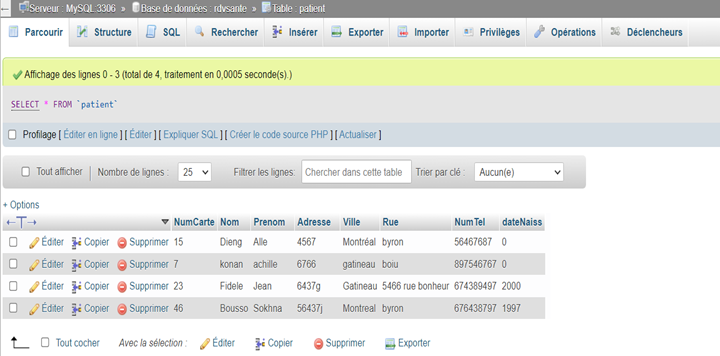 Serveur : MySQL:3306 » Base de données : rdvsante » Table : patient
Parcourir Structure SQL Rechercher Insérer Exporter Importer Privilèges Opérations Déclencheurs
Affichage des lignes 0 - 3 (total de 4, traitement en 0,0005 seconde(s).)
SELECT * FROM `patient`
Profilage [ Éditer en ligne ] [ Éditer ] [ Expliquer SQL ] [ Créer le code source PHP ] [ Actualiser ]
Tout afficher Nombre de lignes : 25 Filtrer les lignes: Chercher dans cette table Trier par clé : Aucun(e)
+ Options
NumCarte Nom Prenom Adresse Ville Rue NumTel dateNaiss
Éditer Copier Supprimer 15 Dieng Alle 4567 Montréal byron 56467687 0
Éditer Copier Supprimer 7 konan achille 6766 gatineau boiu 897546767 0
Éditer Copier Supprimer 23 Fidele Jean 6437g Gatineau 5466 rue bonheur 674389497 2000
Éditer Copier Supprimer 46 Bousso Sokhna 56437j Montreal byron 676438797 1997
Tout cocher Avec la sélection : Éditer Copier Supprimer Exporter